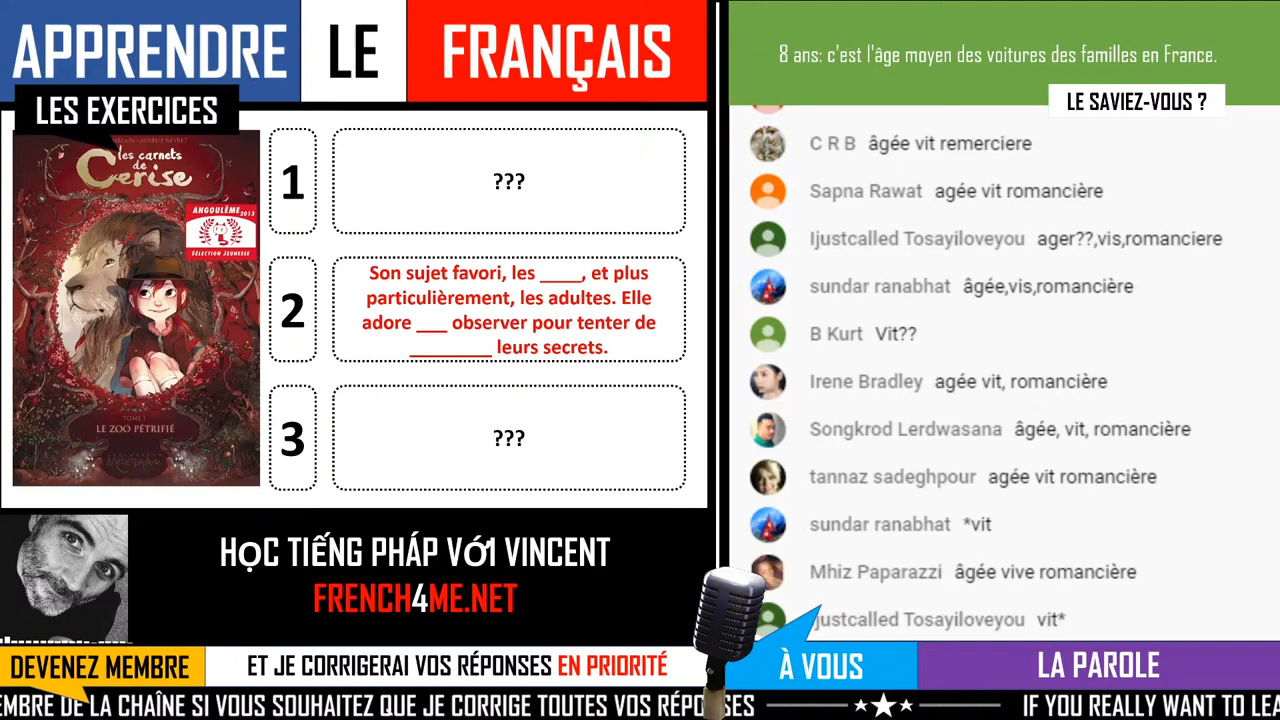 APPRENDRE LE FRANÇAIS
LES EXERCICES
les carnets
de
Cerise
ANGOULÊME 2013
SÉLECTION JEUNESSE
TOME 1
LE ZOO PÉTRIFIÉ
1
???
2
Son sujet favori, les ____, et plus
particulièrement, les adultes. Elle
adore ___ observer pour tenter de
________ leurs secrets.
3
???
HỌC TIẾNG PHÁP VỚI VINCENT
FRENCH4ME.NET
DEVENEZ MEMBRE
ET JE CORRIGERAI VOS RÉPONSES EN PRIORITÉ
8 ans: c'est l'âge moyen des voitures des familles en France.
LE SAVIEZ-VOUS ?
C R B âgée vit remerciere
Sapna Rawat agée vit romancière
Ijustcalled Tosayiloveyou ager??,vis,romanciere
sundar ranabhat âgée,vis,romancière
B Kurt Vit??
Irene Bradley agée vit, romancière
Songkrod Lerdwasana âgée, vit, romancière
tannaz sadeghpour agée vit romancière
sundar ranabhat *vit
Mhiz Paparazzi âgée vive romancière
justcalled Tosayiloveyou vit*
À VOUS
LA PAROLE
EMBRE DE LA CHAÎNE SI VOUS SOUHAITEZ QUE JE CORRIGE TOUTES VOS RÉPONSES
IF YOU REALLY WANT TO LEA